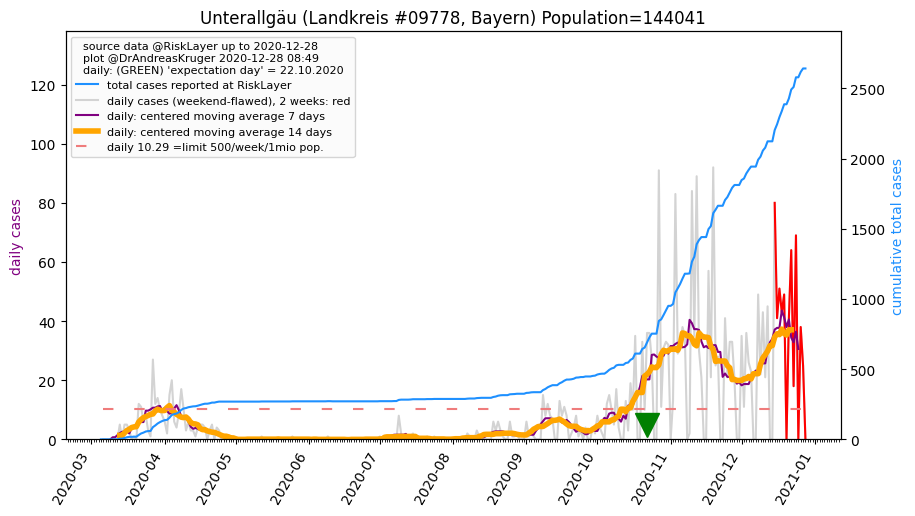 Unterallgäu (Landkreis #09778, Bayern) Population=144041
source data @RiskLayer up to 2020-12-28
plot @DrAndreasKruger 2020-12-28 08:49
daily: (GREEN) 'expectation day' = 22.10.2020
total cases reported at RiskLayer
daily cases (weekend-flawed), 2 weeks: red
daily: centered moving average 7 days
daily: centered moving average 14 days
daily 10.29 =limit 500/week/1mio pop.
daily cases
120
100
80
60
40
20
0
cumulative total cases
2500
2000
1500
1000
500
0
2020-03
2020-04
2020-05
2020-06
2020-07
2020-08
2020-09
2020-10
2020-11
2020-12
2021-01